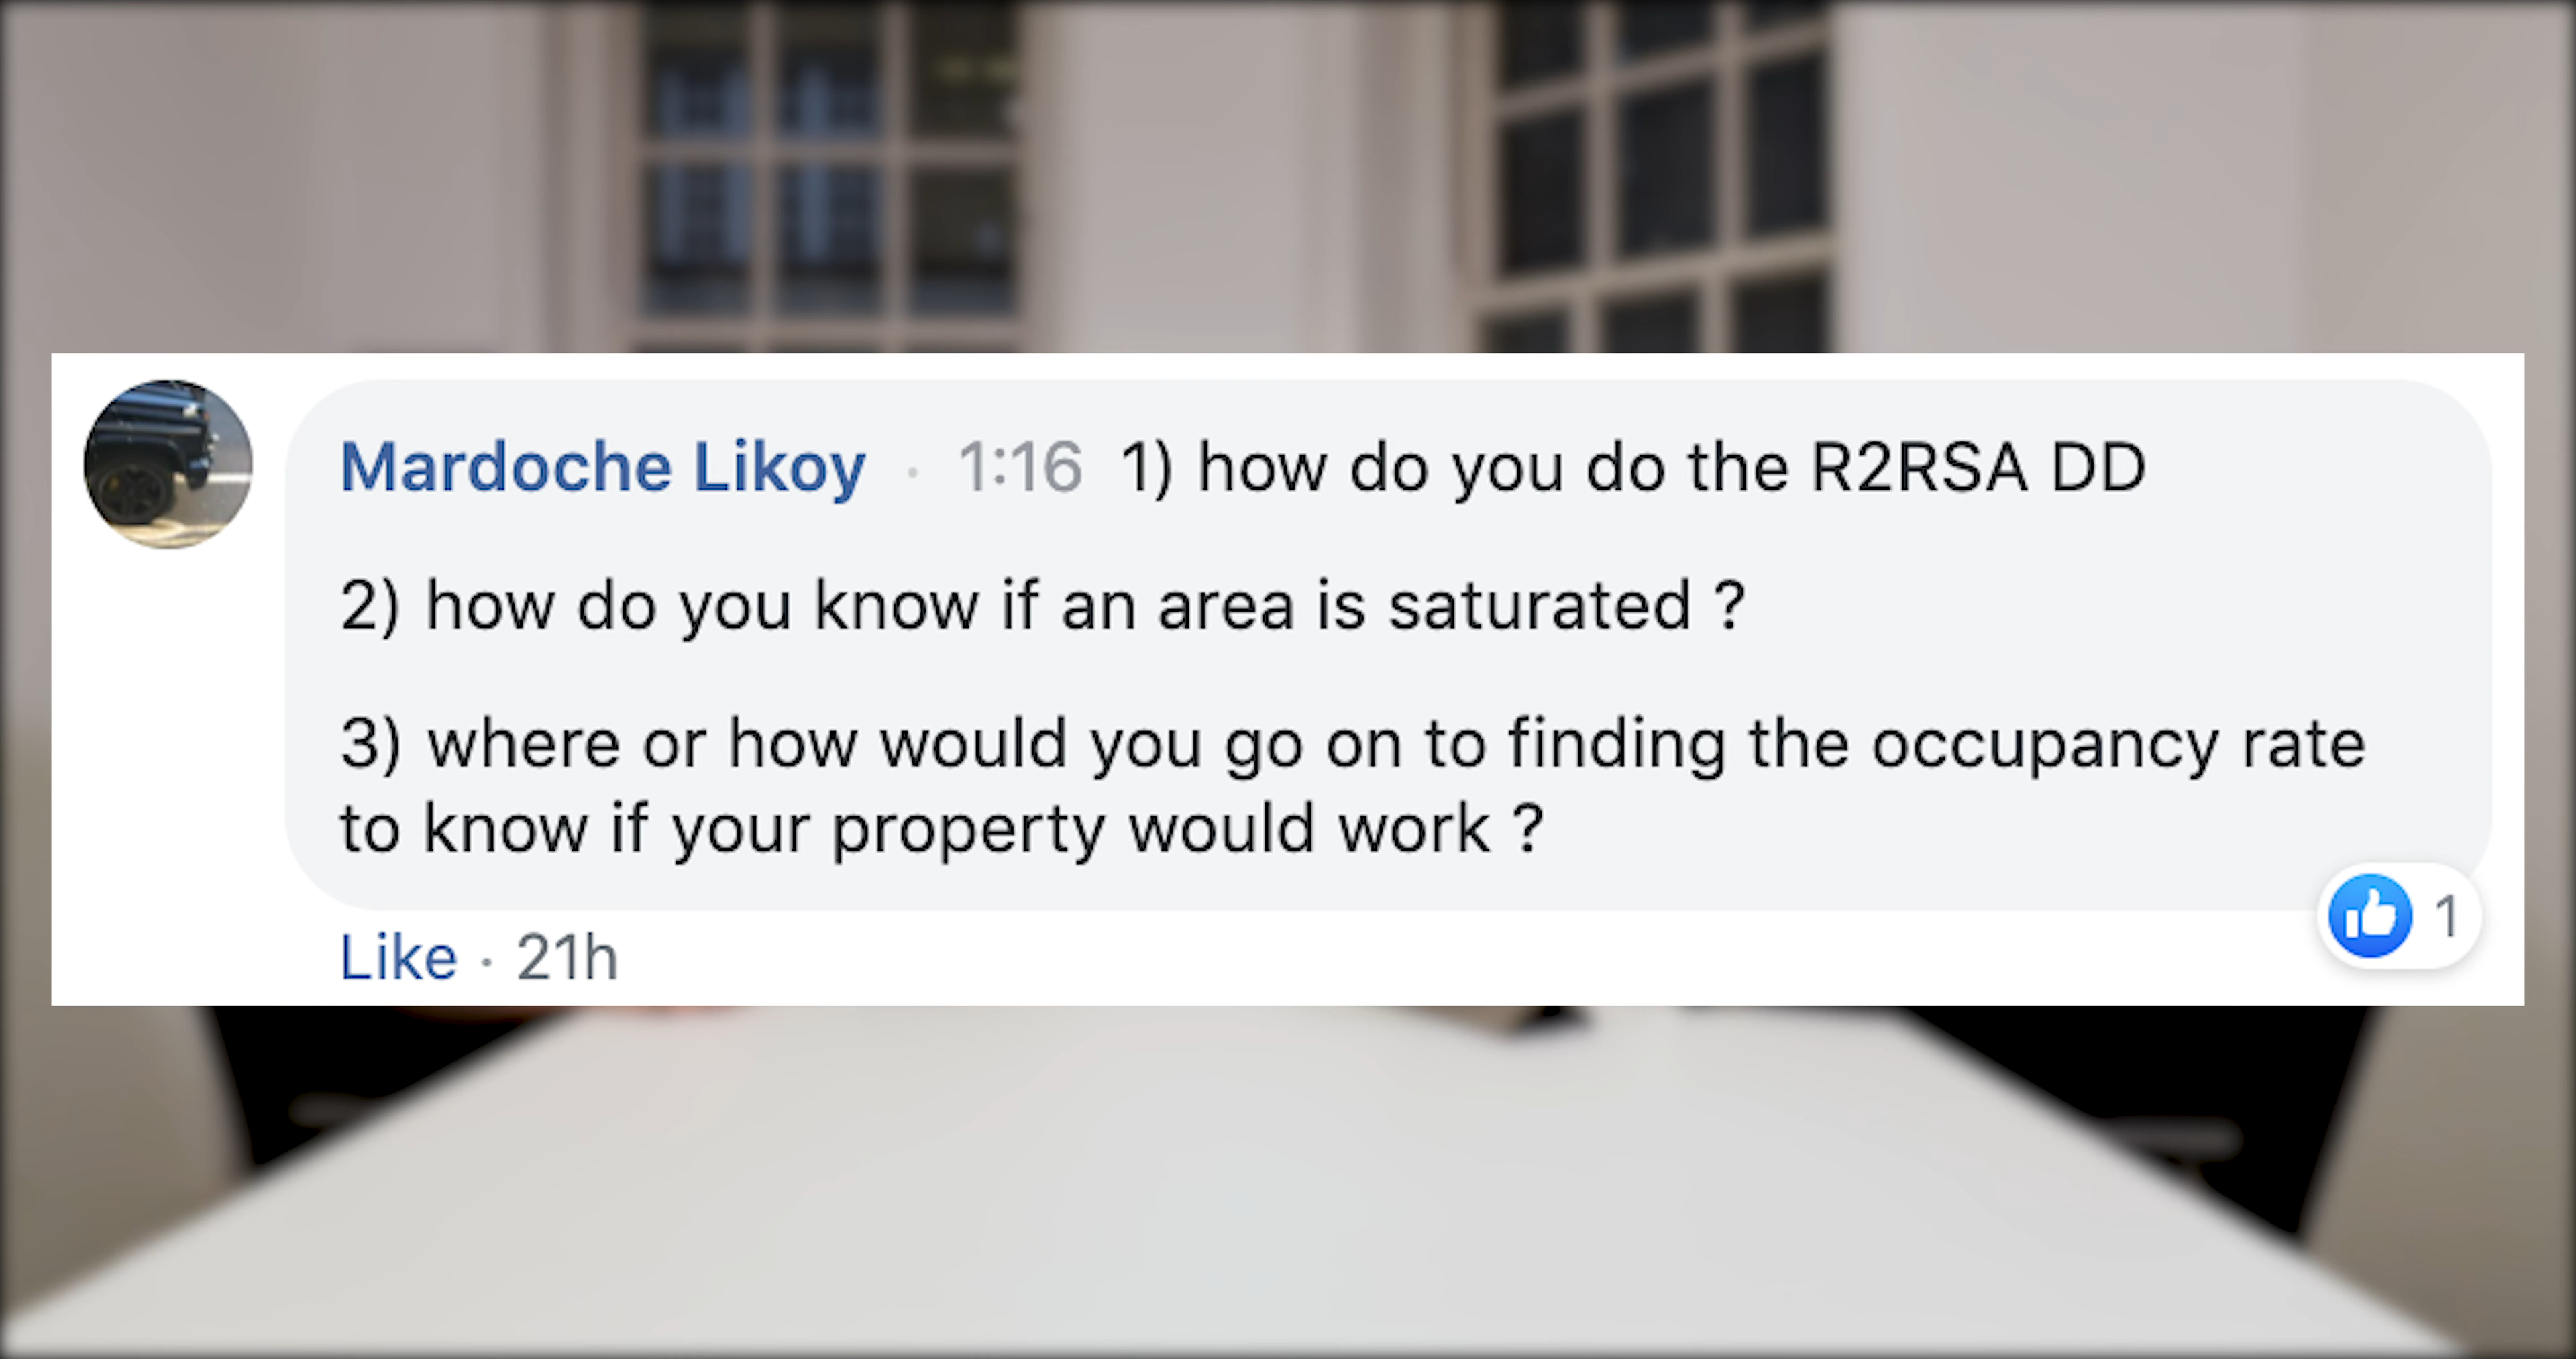 Mardoche Likoy · 1:16 1) how do you do the R2RSA DD
2) how do you know if an area is saturated ?
3) where or how would you go on to finding the occupancy rate
to know if your property would work ?
1
Like · 21h